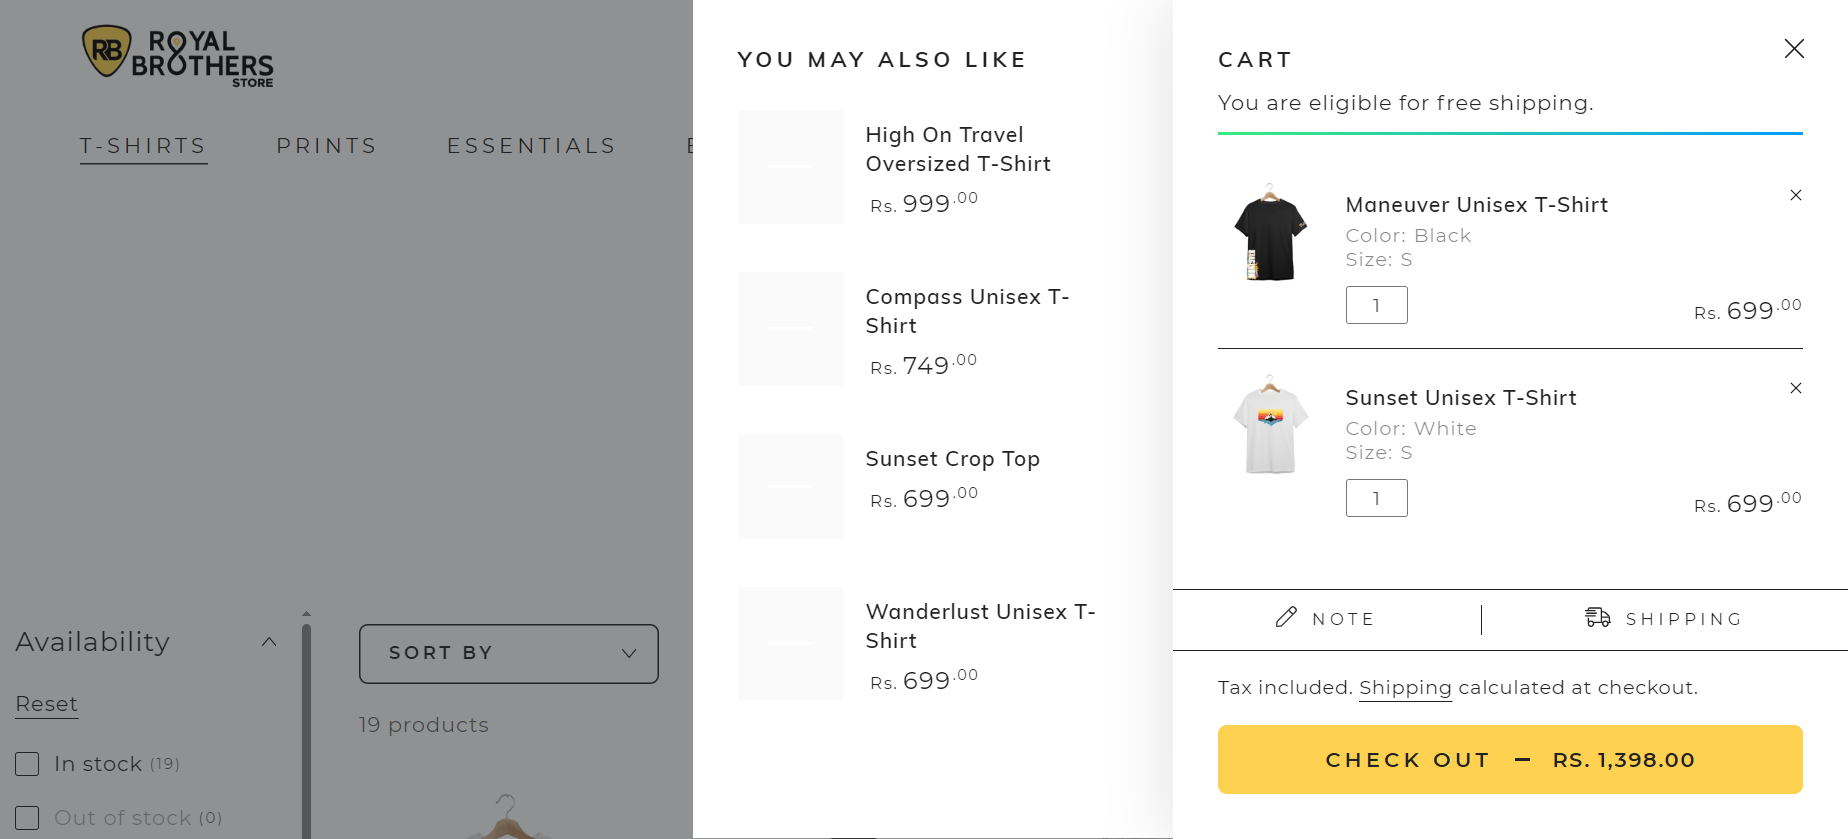 RB ROYAL
BROTHERS
STORE
T-SHIRTS PRINTS ESSENTIALS
Availability
Reset
In stock (19)
Out of stock (0)
SORT BY
19 products
YOU MAY ALSO LIKE
High On Travel
Oversized T-Shirt
Rs. 999.00
Compass Unisex T-
Shirt
Rs. 749.00
Sunset Crop Top
Rs. 699.00
Wanderlust Unisex T-
Shirt
Rs. 699.00
CART
You are eligible for free shipping.
Maneuver Unisex T-Shirt
Color: Black
Size: S
1
Rs. 699.00
Sunset Unisex T-Shirt
Color: White
Size: S
1
Rs. 699.00
NOTE
SHIPPING
Tax included. Shipping calculated at checkout.
CHECK OUT — RS. 1,398.00